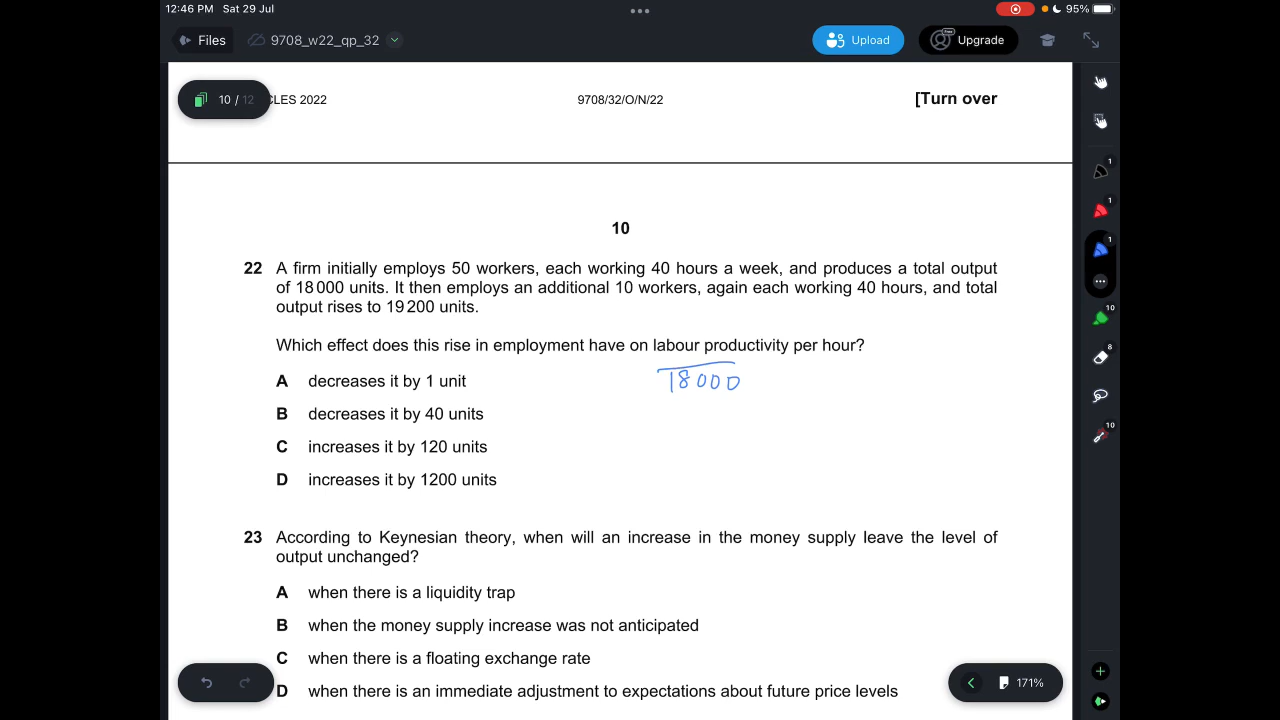 12:46 PM Sat 29 Jul
95%
Files
9708_w22_qp_32
Upload
Upgrade
10 / 12
CLES 2022
9708/32/O/N/22
[Turn over
10
22 A firm initially employs 50 workers, each working 40 hours a week, and produces a total output
of 18 000 units. It then employs an additional 10 workers, again each working 40 hours, and total
output rises to 19 200 units.
Which effect does this rise in employment have on labour productivity per hour?
18000
A decreases it by 1 unit
B decreases it by 40 units
C increases it by 120 units
D increases it by 1200 units
23 According to Keynesian theory, when will an increase in the money supply leave the level of
output unchanged?
A when there is a liquidity trap
B when the money supply increase was not anticipated
C when there is a floating exchange rate
D when there is an immediate adjustment to expectations about future price levels
171%
1
1
1
10
8
10